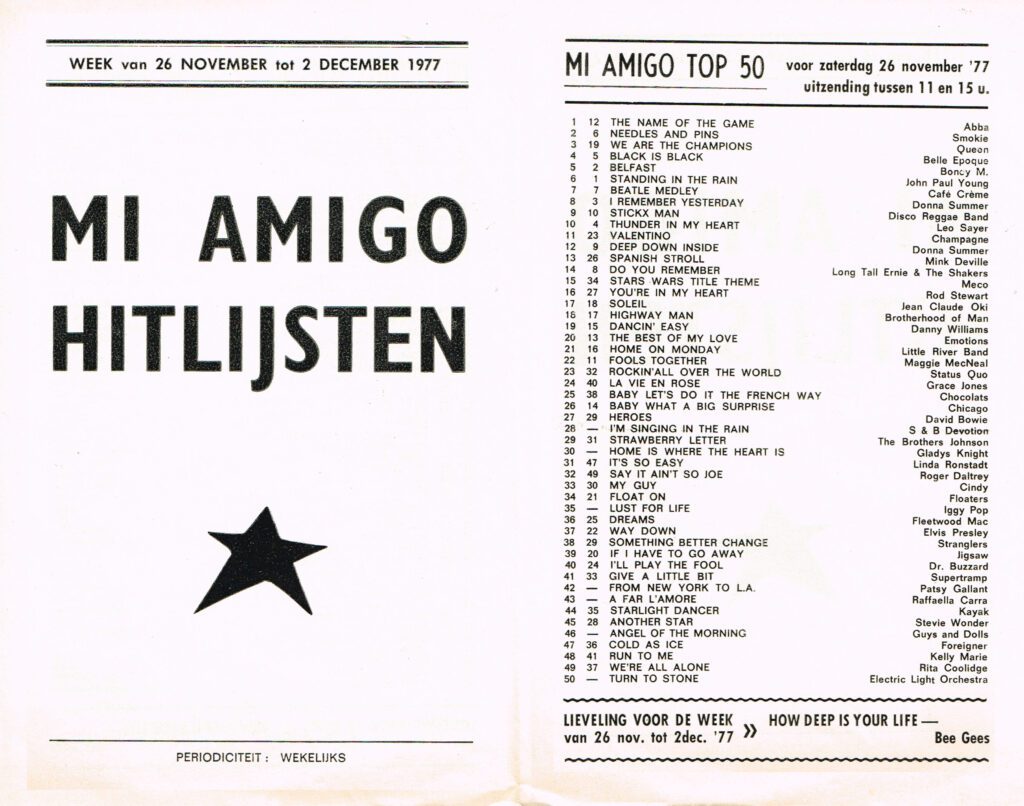 WEEK van 26 NOVEMBER tot 2 DECEMBER 1977
MI AMIGO
HITLIJSTEN
PERIODICITEIT : WEKELIJKS
MI AMIGO TOP 50 voor zaterdag 26 november '77
uitzending tussen 11 en 15 u.
1 12 THE NAME OF THE GAME Abba
2 6 NEEDLES AND PINS Smokie
3 19 WE ARE THE CHAMPIONS Queen
4 5 BLACK IS BLACK Belle Epoque
5 2 BELFAST Boney M.
6 1 STANDING IN THE RAIN John Paul Young
7 7 BEATLE MEDLEY Café Crème
8 3 I REMEMBER YESTERDAY Donna Summer
9 10 STICKX MAN Disco Reggae Band
10 4 THUNDER IN MY HEART Leo Sayer
11 23 VALENTINO Champagne
12 9 DEEP DOWN INSIDE Donna Summer
13 26 SPANISH STROLL Mink Deville
14 8 DO YOU REMEMBER Long Tall Ernie & The Shakers
15 34 STARS WARS TITLE THEME Meco
16 27 YOU'RE IN MY HEART Rod Stewart
17 18 SOLEIL Jean Claude Oki
18 17 HIGHWAY MAN Brotherhood of Man
19 15 DANCIN' EASY Danny Williams
20 13 THE BEST OF MY LOVE Emotions
21 16 HOME ON MONDAY Little River Band
22 11 FOOLS TOGETHER Maggie MacNeal
23 32 ROCKIN'ALL OVER THE WORLD Status Quo
24 40 LA VIE EN ROSE Grace Jones
25 38 BABY LET'S DO IT THE FRENCH WAY Chocolats
26 14 BABY WHAT A BIG SURPRISE Chicago
27 29 HEROES David Bowie
28 — I'M SINGING IN THE RAIN S & B Devotion
29 31 STRAWBERRY LETTER The Brothers Johnson
30 — HOME IS WHERE THE HEART IS Gladys Knight
31 47 IT'S SO EASY Linda Ronstadt
32 49 SAY IT AIN'T SO JOE Roger Daltrey
33 30 MY GUY Cindy
34 21 FLOAT ON Floaters
35 — LUST FOR LIFE Iggy Pop
36 25 DREAMS Fleetwood Mac
37 22 WAY DOWN Elvis Presley
38 29 SOMETHING BETTER CHANGE Stranglers
39 20 IF I HAVE TO GO AWAY Jigsaw
40 24 I'LL PLAY THE FOOL Dr. Buzzard
41 33 GIVE A LITTLE BIT Supertramp
42 — FROM NEW YORK TO L.A. Patsy Gallant
43 — A FAR L'AMORE Raffaella Carra
44 35 STARLIGHT DANCER Kayak
45 28 ANOTHER STAR Stevie Wonder
46 — ANGEL OF THE MORNING Guys and Dolls
47 36 COLD AS ICE Foreigner
48 41 RUN TO ME Kelly Marie
49 37 WE'RE ALL ALONE Rita Coolidge
50 — TURN TO STONE Electric Light Orchestra
LIEVELING VOOR DE WEEK
van 26 nov. tot 2dec. '77 »
HOW DEEP IS YOUR LIFE —
Bee Gees